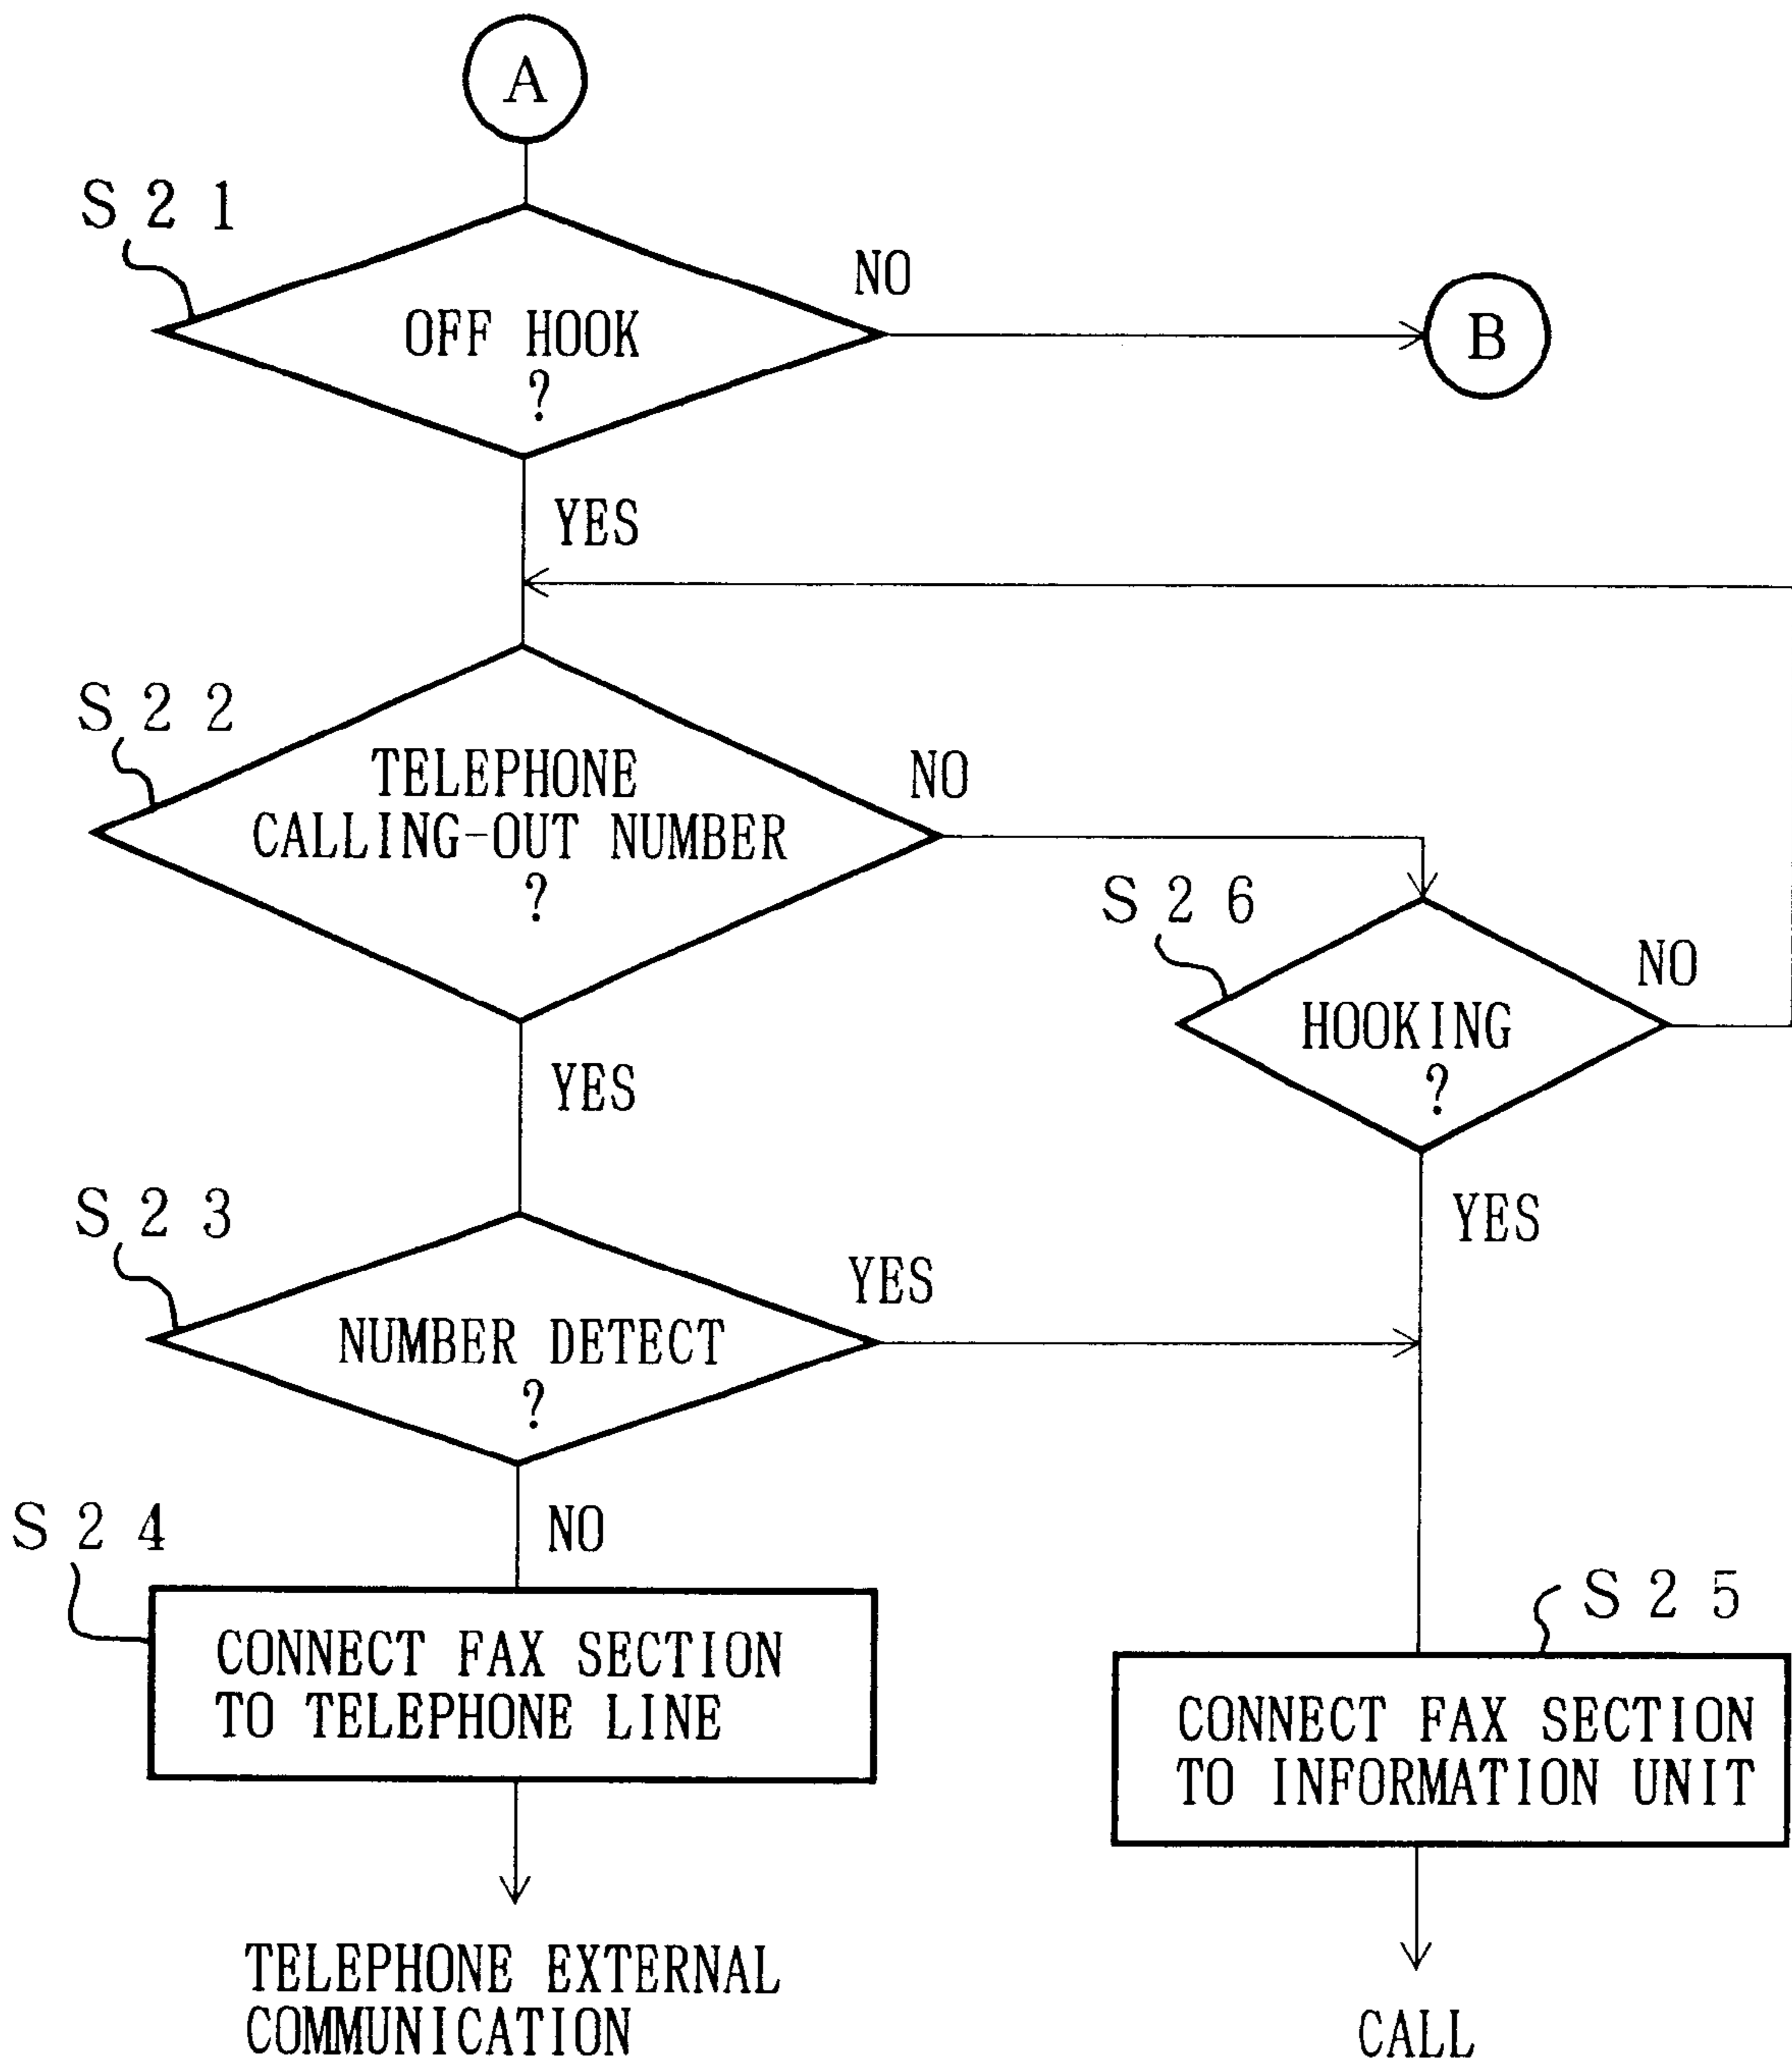 A
S21
NO
OFF HOOK
?
B
YES
S22
TELEPHONE
CALLING-OUT NUMBER
?
NO
S26
NO
HOOKING
?
YES
YES
S23
YES
NUMBER DETECT
?
NO
S24
CONNECT FAX SECTION
TO TELEPHONE LINE
S25
CONNECT FAX SECTION
TO INFORMATION UNIT
TELEPHONE EXTERNAL
COMMUNICATION
CALL